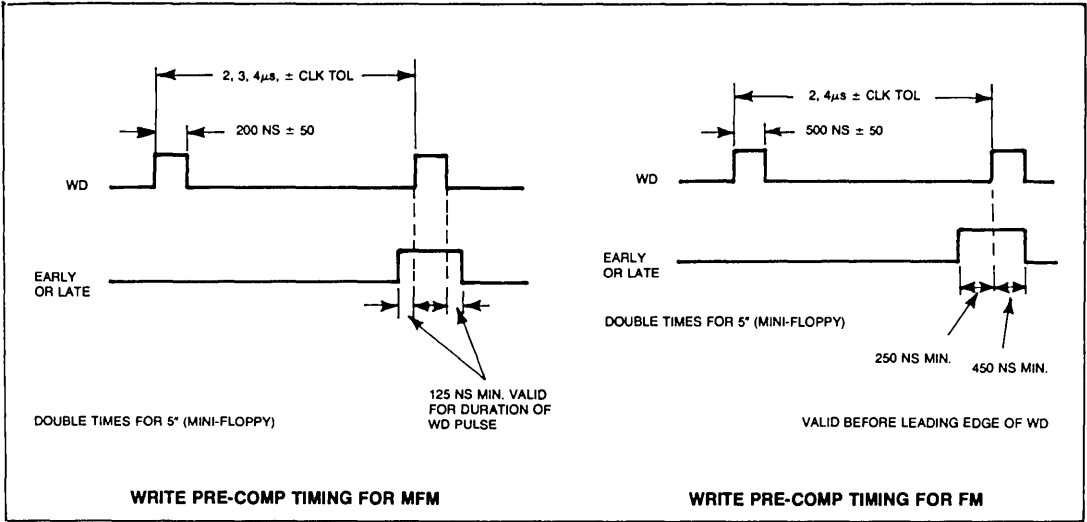 2, 3, 4µs, ± CLK TOL
200 NS ± 50
WD
EARLY
OR LATE
125 NS MIN. VALID
FOR DURATION OF
WD PULSE
DOUBLE TIMES FOR 5" (MINI-FLOPPY)
WRITE PRE-COMP TIMING FOR MFM
2, 4µs ± CLK TOL
500 NS ± 50
WD
EARLY
OR LATE
DOUBLE TIMES FOR 5" (MINI-FLOPPY)
250 NS MIN.
450 NS MIN.
VALID BEFORE LEADING EDGE OF WD
WRITE PRE-COMP TIMING FOR FM